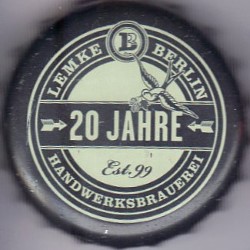 LEMKE B BERLIN
20 JAHRE
Est. 99
HANDWERKSBRAUEREI